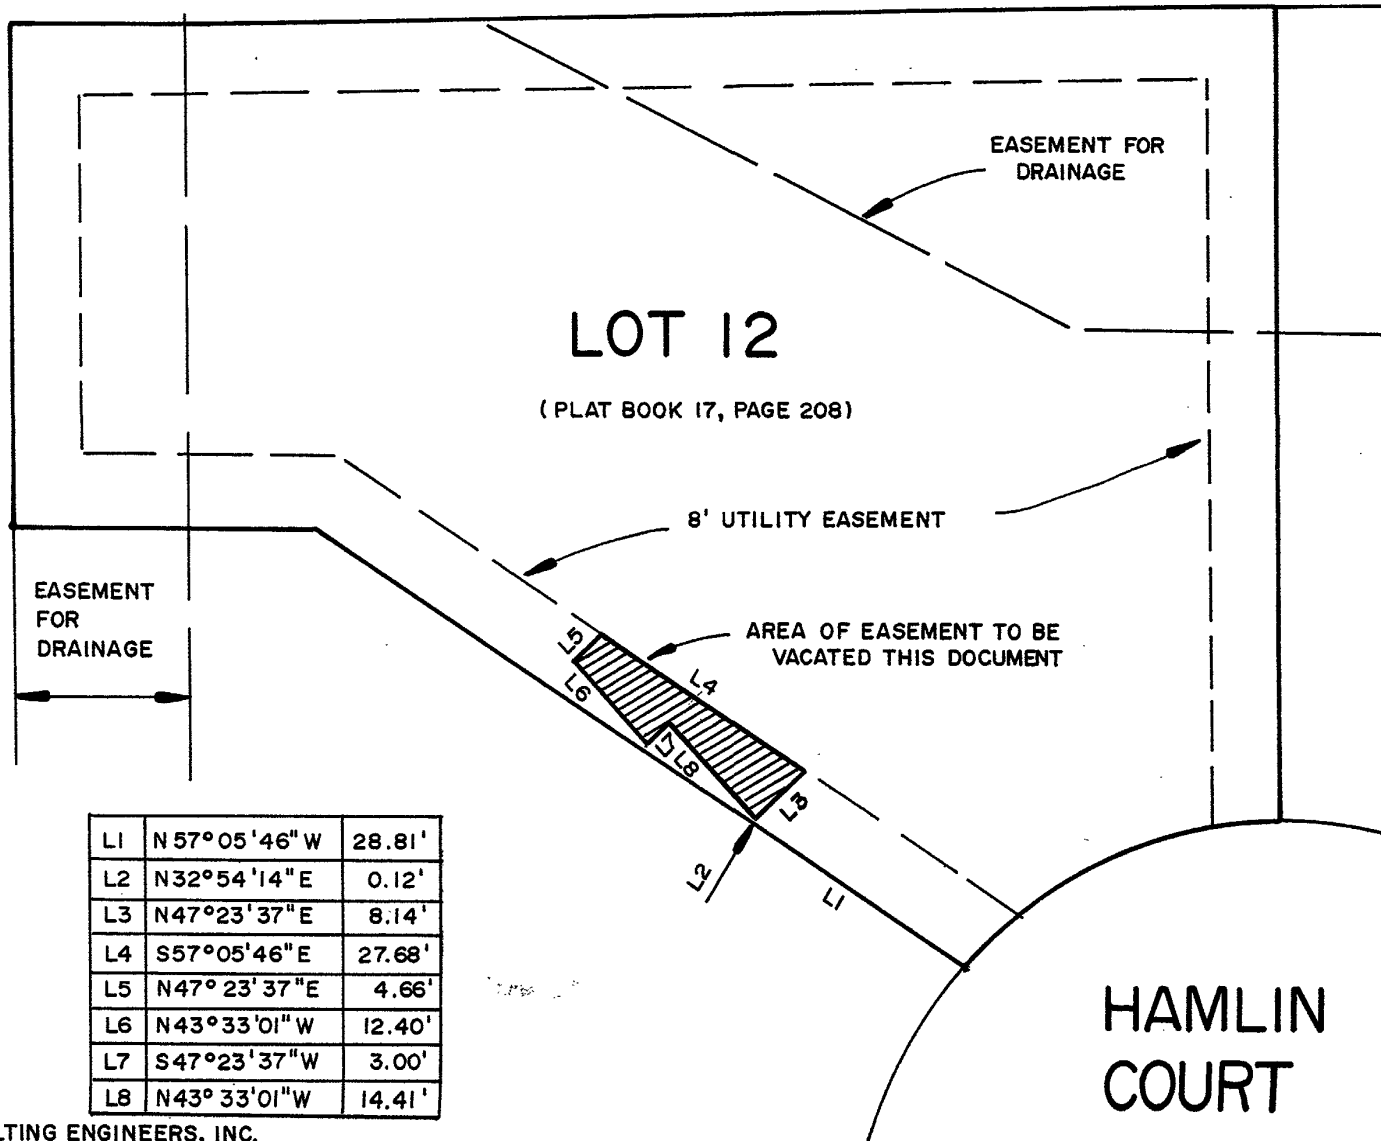 EASEMENT FOR
DRAINAGE
LOT 12
(PLAT BOOK 17, PAGE 208)
8' UTILITY EASEMENT
EASEMENT
FOR
DRAINAGE
AREA OF EASEMENT TO BE
VACATED THIS DOCUMENT
L5
L6
L4
L7
L8
L3
L2
L1
L1 N57°05'46"W 28.81'
L2 N32°54'14"E 0.12'
L3 N47°23'37"E 8.14'
L4 S57°05'46"E 27.68'
L5 N47°23'37"E 4.66'
L6 N43°33'01"W 12.40'
L7 S47°23'37"W 3.00'
L8 N43°33'01"W 14.41'
HAMLIN
COURT
LTING ENGINEERS, INC.